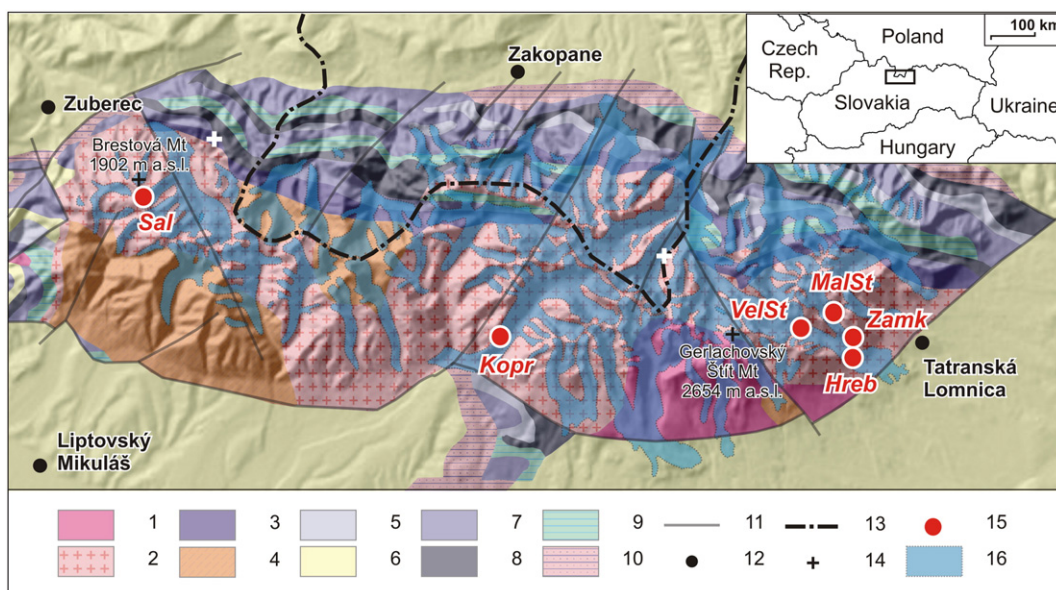 Zakopane
Zuberec
Brestová Mt
1902 m a.s.l.
Sal
Kopr
VelSt
MalSt
Zamk
Hreb
Gerlachovský
Štít Mt
2654 m a.s.l.
Tatranská
Lomnica
Liptovský
Mikuláš
100 km
Poland
Czech
Rep.
Slovakia
Ukraine
Hungary
1 3 5 7 9 11 13 15
2 4 6 8 10 12 14 16